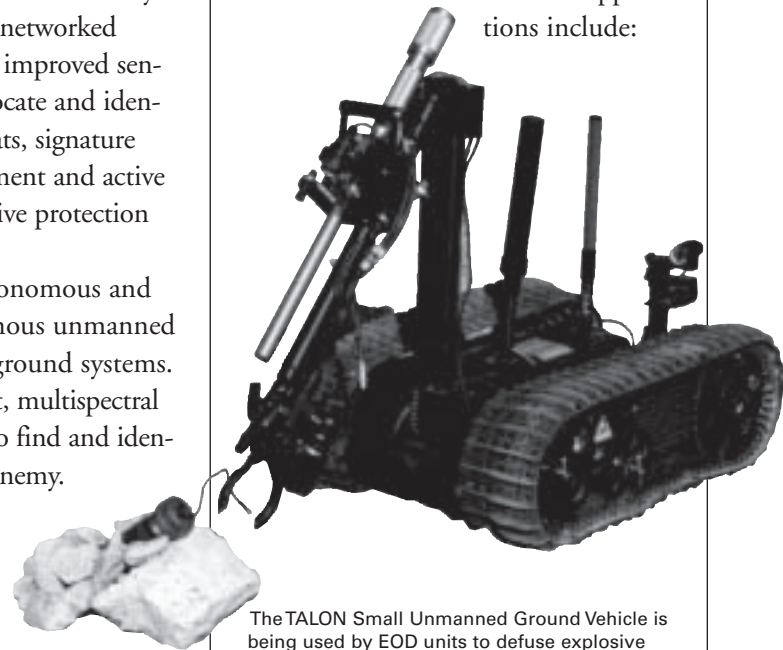 networked
improved sen-
ocate and iden-
ts, signature
ment and active
ive protection
onomous and
nous unmanned
ground systems.
t, multispectral
o find and iden-
nemy.
tions include:
The TALON Small Unmanned Ground Vehicle is
being used by EOD units to defuse explosive